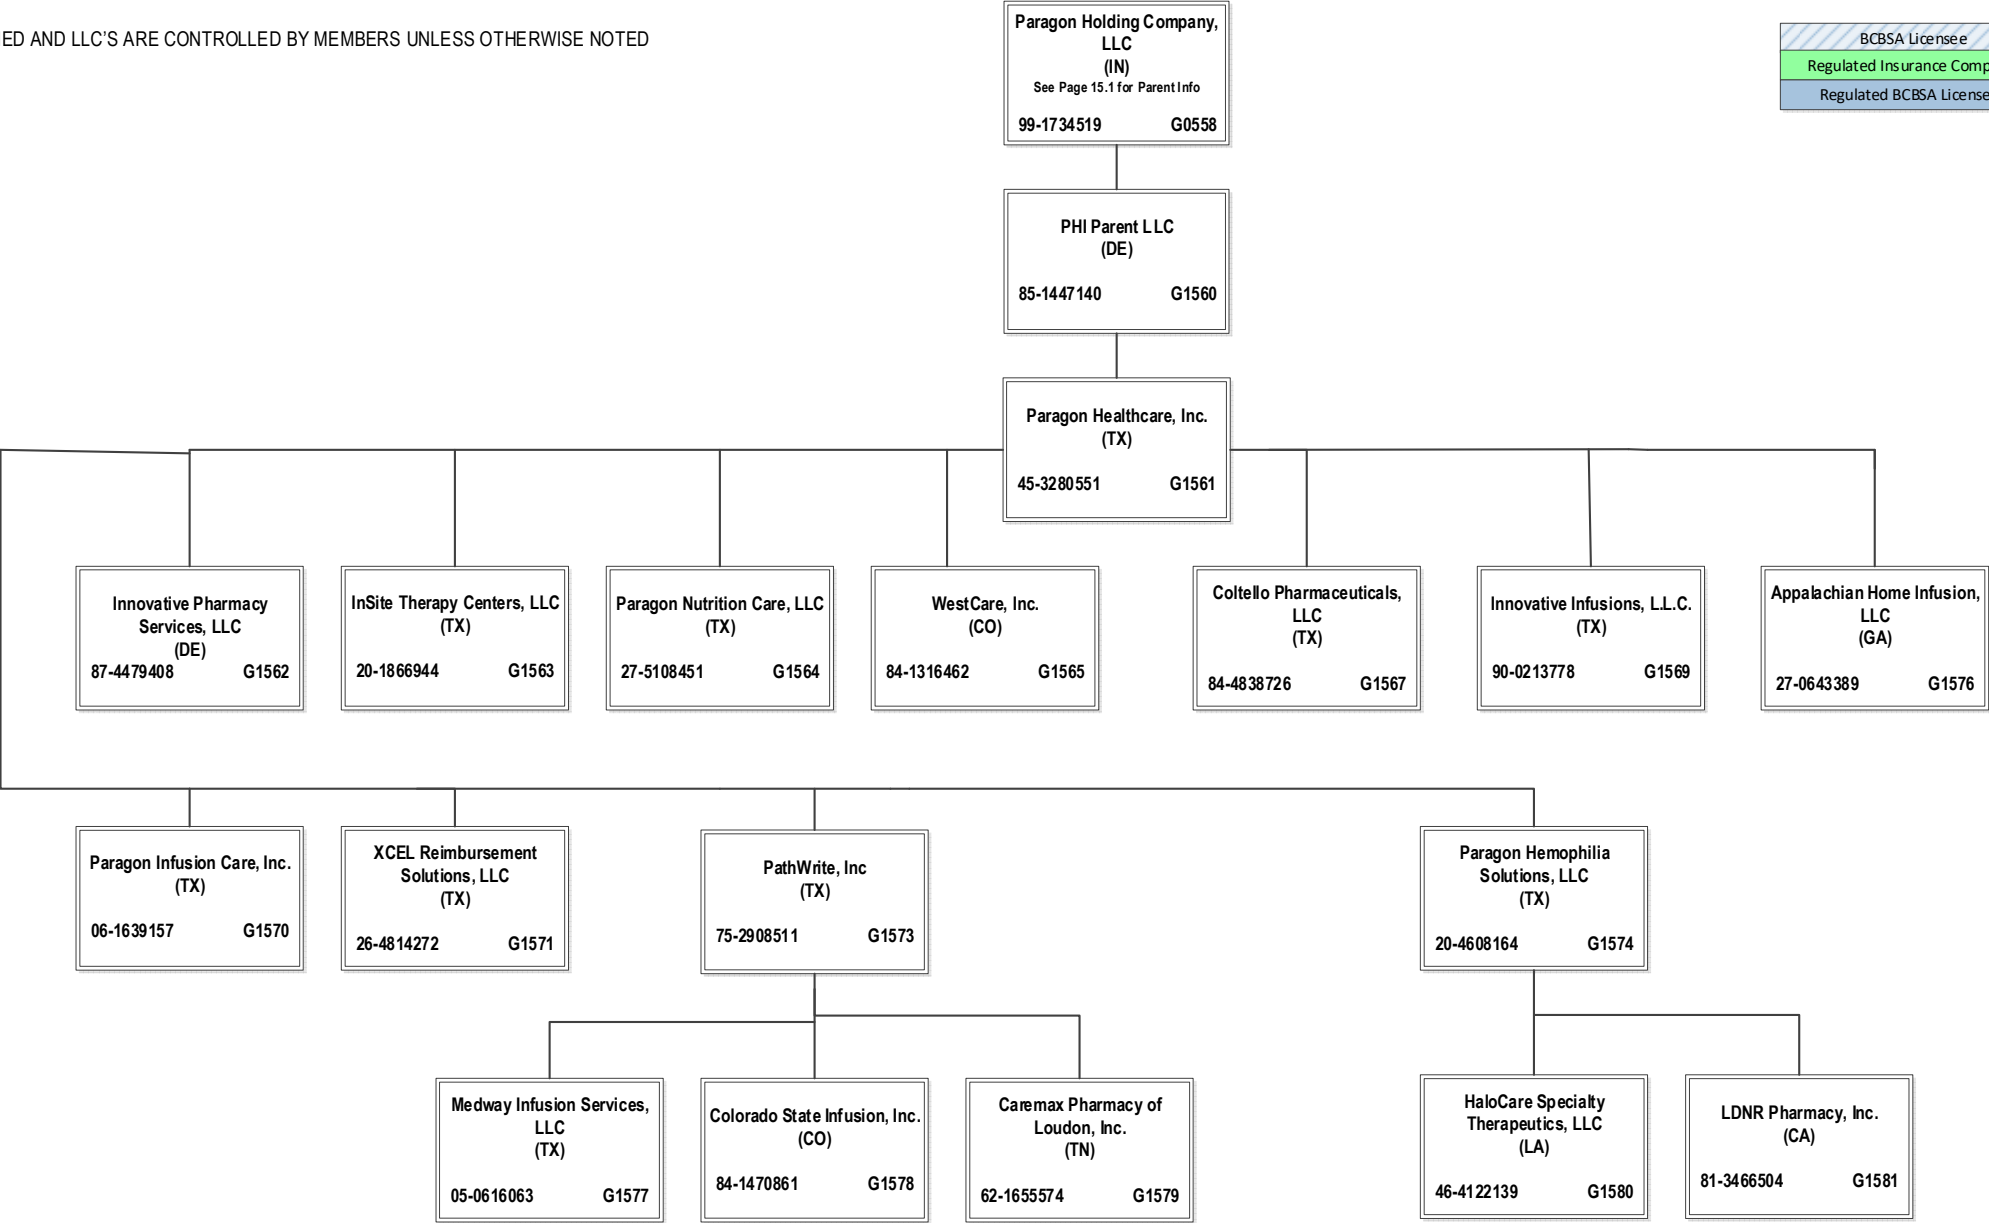 ED AND LLC'S ARE CONTROLLED BY MEMBERS UNLESS OTHERWISE NOTED
BCBSA Licensee
Regulated Insurance Comp
Regulated BCBSA License
Paragon Holding Company,
LLC
(IN)
See Page 15.1 for Parent Info
99-1734519 G0558
PHI Parent LLC
(DE)
85-1447140 G1560
Paragon Healthcare, Inc.
(TX)
45-3280551 G1561
Innovative Pharmacy
Services, LLC
(DE)
87-4479408 G1562
InSite Therapy Centers, LLC
(TX)
20-1866944 G1563
Paragon Nutrition Care, LLC
(TX)
27-5108451 G1564
WestCare, Inc.
(CO)
84-1316462 G1565
Coltello Pharmaceuticals,
LLC
(TX)
84-4838726 G1567
Innovative Infusions, L.L.C.
(TX)
90-0213778 G1569
Appalachian Home Infusion,
LLC
(GA)
27-0643389 G1576
Paragon Infusion Care, Inc.
(TX)
06-1639157 G1570
XCEL Reimbursement
Solutions, LLC
(TX)
26-4814272 G1571
PathWrite, Inc
(TX)
75-2908511 G1573
Paragon Hemophilia
Solutions, LLC
(TX)
20-4608164 G1574
Medway Infusion Services,
LLC
(TX)
05-0616063 G1577
Colorado State Infusion, Inc.
(CO)
84-1470861 G1578
Caremax Pharmacy of
Loudon, Inc.
(TN)
62-1655574 G1579
HaloCare Specialty
Therapeutics, LLC
(LA)
46-4122139 G1580
LDNR Pharmacy, Inc.
(CA)
81-3466504 G1581